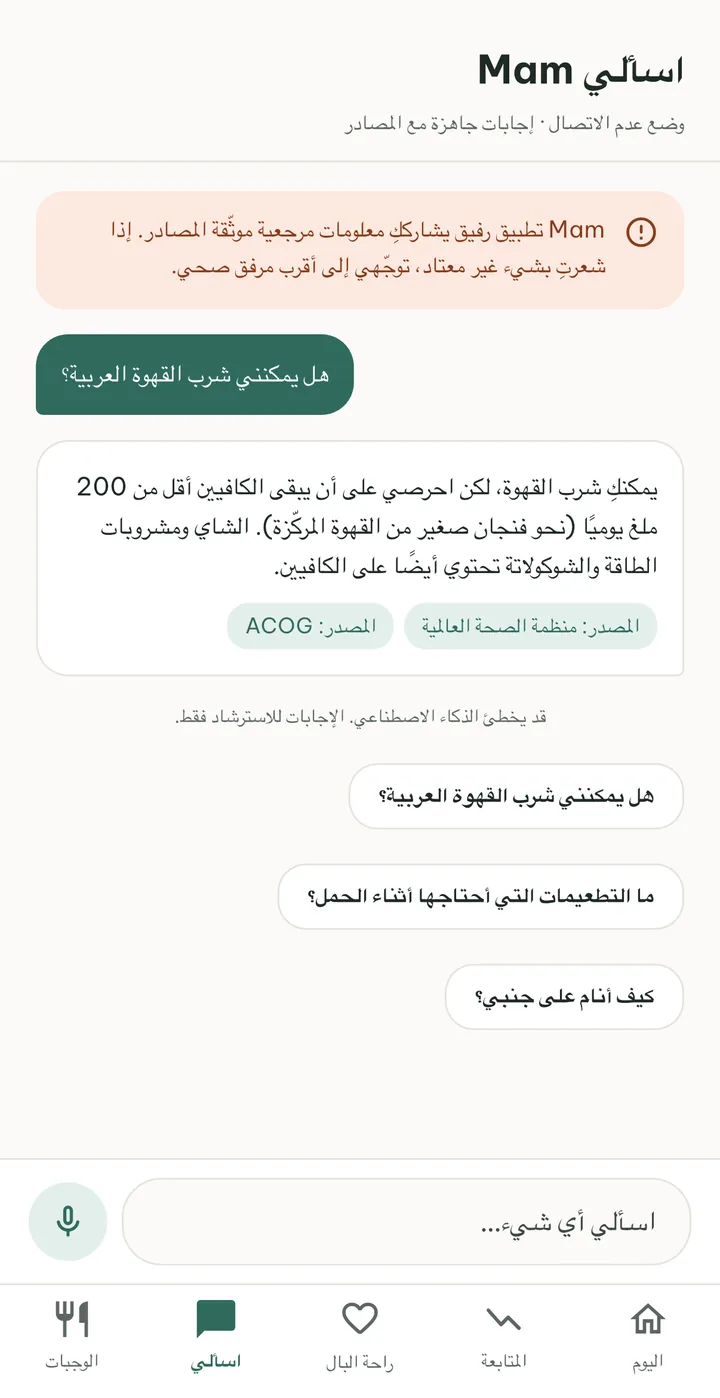 اسألي Mam
وضع عدم الاتصال · إجابات جاهزة مع المصادر
Mam تطبيق رفيق يشارككِ معلومات مرجعية موثّقة المصادر. إذا
شعرتِ بشيء غير معتاد، توجّهي إلى أقرب مرفق صحي.
هل يمكنني شرب القهوة العربية؟
يمكنكِ شرب القهوة، لكن احرصي على أن يبقى الكافيين أقل من 200
ملغ يوميًا (نحو فنجان صغير من القهوة المركّزة). الشاي ومشروبات
الطاقة والشوكولاتة تحتوي أيضًا على الكافيين.
المصدر: منظمة الصحة العالمية
المصدر: ACOG
قد يخطئ الذكاء الاصطناعي. الإجابات للاسترشاد فقط.
هل يمكنني شرب القهوة العربية؟
ما التطعيمات التي أحتاجها أثناء الحمل؟
كيف أنام على جنبي؟
اسألي أي شيء...
اليوم
المتابعة
راحة البال
اسألي
الوجبات